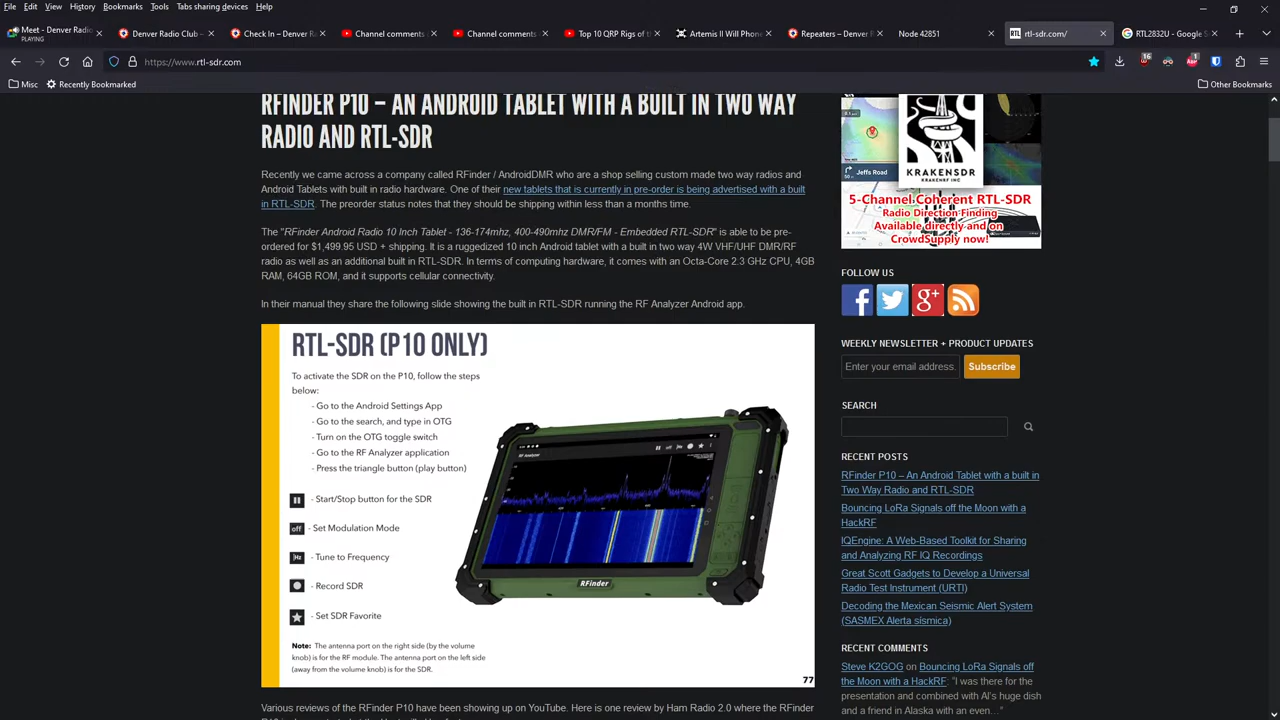 File Edit View History Bookmarks Tools Tabs sharing devices Help
Meet - Denver Radio
PLAYING
Denver Radio Club –
Check In – Denver Ra
Channel comments
Channel comments
Top 10 QRP Rigs of t
Artemis II Will Phone
Repeaters – Denver R
Node 42851
RTL
rtl-sdr.com/
RTL2832U - Google S
https://www.rtl-sdr.com
16
1
Misc
Recently Bookmarked
Other Bookmarks
RFINDER P10 – AN ANDROID TABLET WITH A BUILT IN TWO WAY
RADIO AND RTL-SDR
Recently we came across a company called RFinder / AndroidDMR who are a shop selling custom made two way radios and
Android Tablets with built in radio hardware. One of their new tablets that is currently in pre-order is being advertised with a built
in RTL-SDR. The preorder status notes that they should be shipping within less than a months time.
The "RFinder Android Radio 10 Inch Tablet - 136-174mhz, 400-490mhz DMR/FM - Embedded RTL-SDR" is able to be pre-
ordered for $1,499.95 USD + shipping. It is a ruggedized 10 inch Android tablet with a built in two way 4W VHF/UHF DMR/RF
radio as well as an additional built in RTL-SDR. In terms of computing hardware, it comes with an Octa-Core 2.3 GHz CPU, 4GB
RAM, 64GB ROM, and it supports cellular connectivity.
In their manual they share the following slide showing the built in RTL-SDR running the RF Analyzer Android app.
RTL-SDR (P10 ONLY)
To activate the SDR on the P10, follow the steps
below:
- Go to the Android Settings App
- Go to the search, and type in OTG
- Turn on the OTG toggle switch
- Go to the RF Analyzer application
- Press the triangle button (play button)
- Start/Stop button for the SDR
off - Set Modulation Mode
Hz - Tune to Frequency
- Record SDR
- Set SDR Favorite
Note: The antenna port on the right side (by the volume
knob) is for the RF module. The antenna port on the left side
(away from the volume knob) is for the SDR.
RF Analyzer
RFinder
77
Various reviews of the RFinder P10 have been showing up on YouTube. Here is one review by Ham Radio 2.0 where the RFinder
Jeffs Road
KRAKENSDR
KRAKENRF INC
5-Channel Coherent RTL-SDR
Radio Direction Finding
Available directly and on
CrowdSupply now!
FOLLOW US
WEEKLY NEWSLETTER + PRODUCT UPDATES
Enter your email address.
Subscribe
SEARCH
RECENT POSTS
RFinder P10 – An Android Tablet with a built in
Two Way Radio and RTL-SDR
Bouncing LoRa Signals off the Moon with a
HackRF
IQEngine: A Web-Based Toolkit for Sharing
and Analyzing RF IQ Recordings
Great Scott Gadgets to Develop a Universal
Radio Test Instrument (URTI)
Decoding the Mexican Seismic Alert System
(SASMEX Alerta sísmica)
RECENT COMMENTS
Steve K2GOG on Bouncing LoRa Signals off
the Moon with a HackRF: “I was there for the
presentation and combined with Al’s huge dish
and a friend in Alaska with an even…”